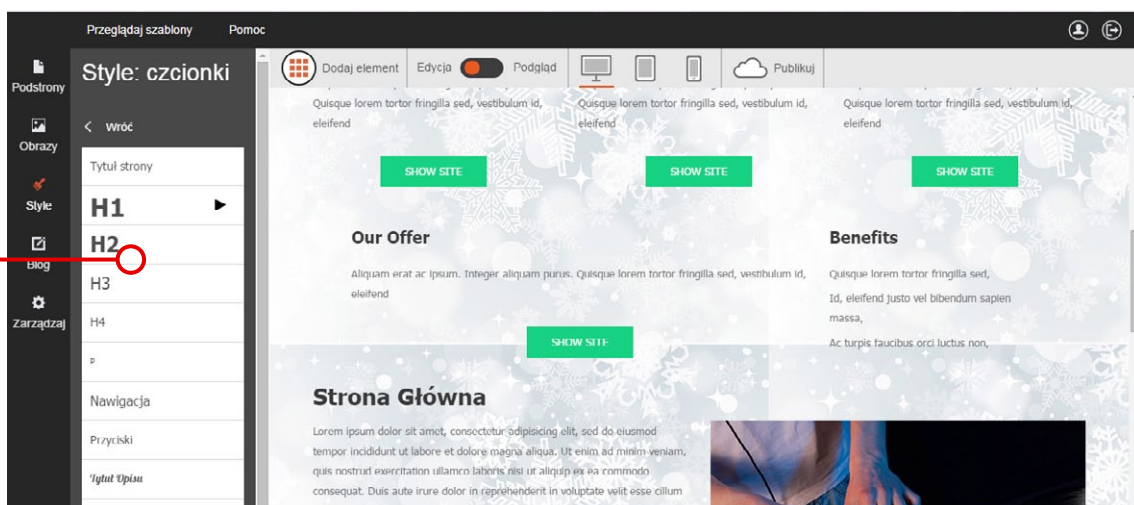 Przeglądaj szablony Pomoc
Podstrony
Obrazy
Style
Blog
Zarządzaj
Style: czcionki
< Wróć
Tytuł strony
H1
H2
H3
H4
P
Nawigacja
Przyciski
Tytuł Opisu
Dodaj element Edycja Podgląd Publikuj
Quisque lorem tortor fringilla sed, vestibulum id,
eleifend
SHOW SITE
Quisque lorem tortor fringilla sed, vestibulum id,
eleifend
SHOW SITE
Quisque lorem tortor fringilla sed, vestibulum id,
eleifend
SHOW SITE
Our Offer
Aliquam erat ac ipsum. Integer aliquam purus. Quisque lorem tortor fringilla sed, vestibulum id,
eleifend
SHOW SITE
Benefits
Quisque lorem tortor fringilla sed,
Id, eleifend justo vel bibendum sapien
massa,
Ac turpis faucibus orci luctus non,
Strona Główna
Lorem ipsum dolor sit amet, consectetur adipisicing elit, sed do eiusmod
tempor incididunt ut labore et dolore magna aliqua. Ut enim ad minim veniam,
quis nostrud exercitation ullamco laboris nisi ut aliquip ex ea commodo
consequat. Duis aute irure dolor in reprehenderit in voluptate velit esse cillum